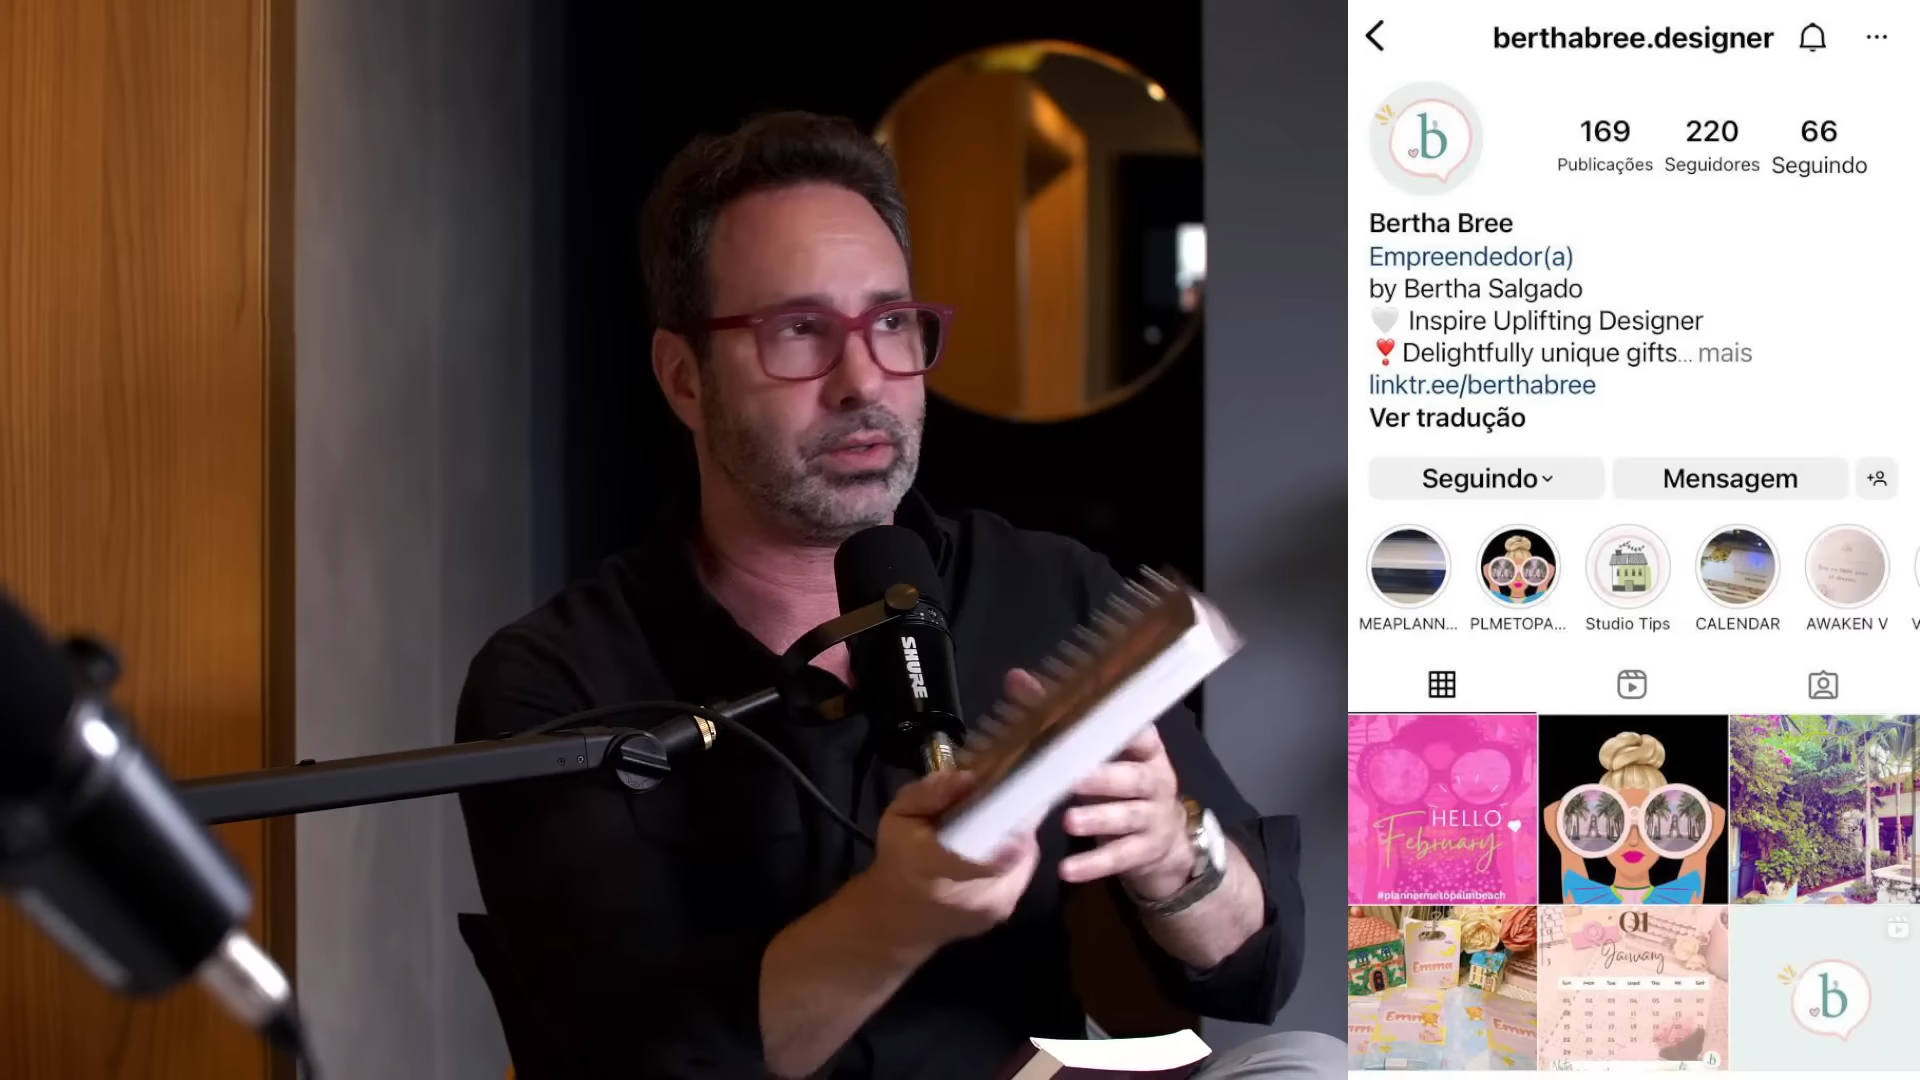 SHURE
berthabree.designer
169
220
66
Publicações
Seguidores
Seguindo
Bertha Bree
Empreendedor(a)
by Bertha Salgado
🤍 Inspire Uplifting Designer
❣️Delightfully unique gifts... mais
linktr.ee/berthabree
Ver tradução
Seguindo
Mensagem
MEAPLANN...
PLMETOPA...
Studio Tips
CALENDAR
AWAKEN V
HELLO
February
#plannermetopalmbeach
Emma
Emma
01
January
b
b